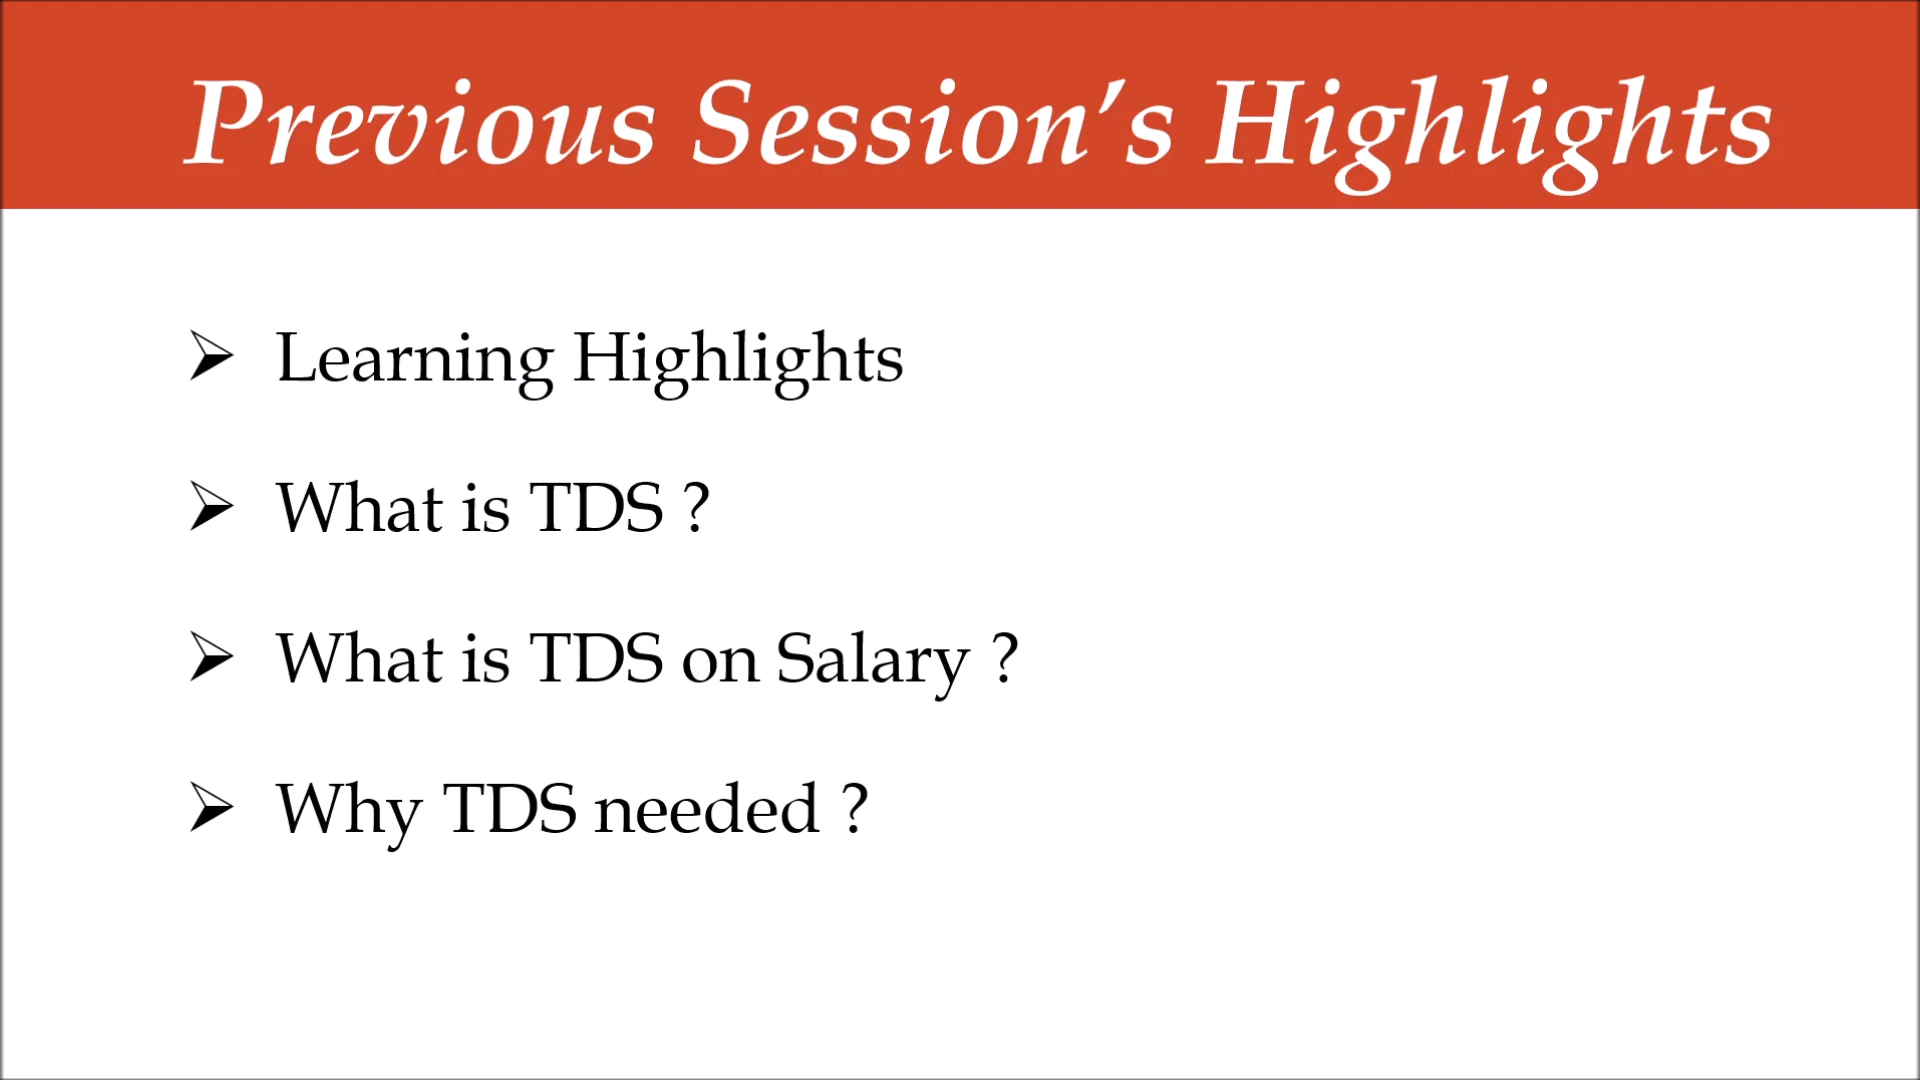 Previous Session’s Highlights
➢ Learning Highlights
➢ What is TDS ?
➢ What is TDS on Salary ?
➢ Why TDS needed ?